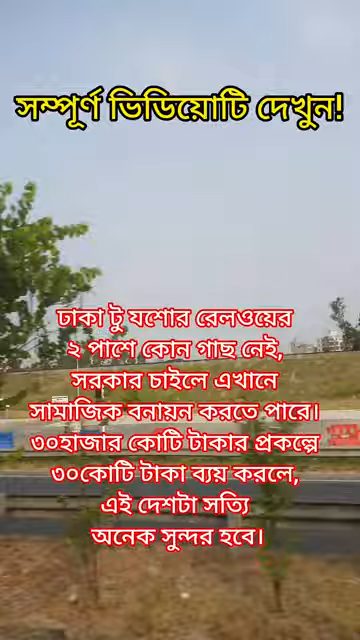 সম্পূর্ণ ভিডিয়োটি দেখুন!
ঢাকা টু যশোর রেলওয়ের
২ পাশে কোন গাছ নেই,
সরকার চাইলে এখানে
সামাজিক বনায়ন করতে পারে।
৩০হাজার কোটি টাকার প্রকল্পে
৩০কোটি টাকা ব্যয় করলে,
এই দেশটা সত্যি
অনেক সুন্দর হবে।